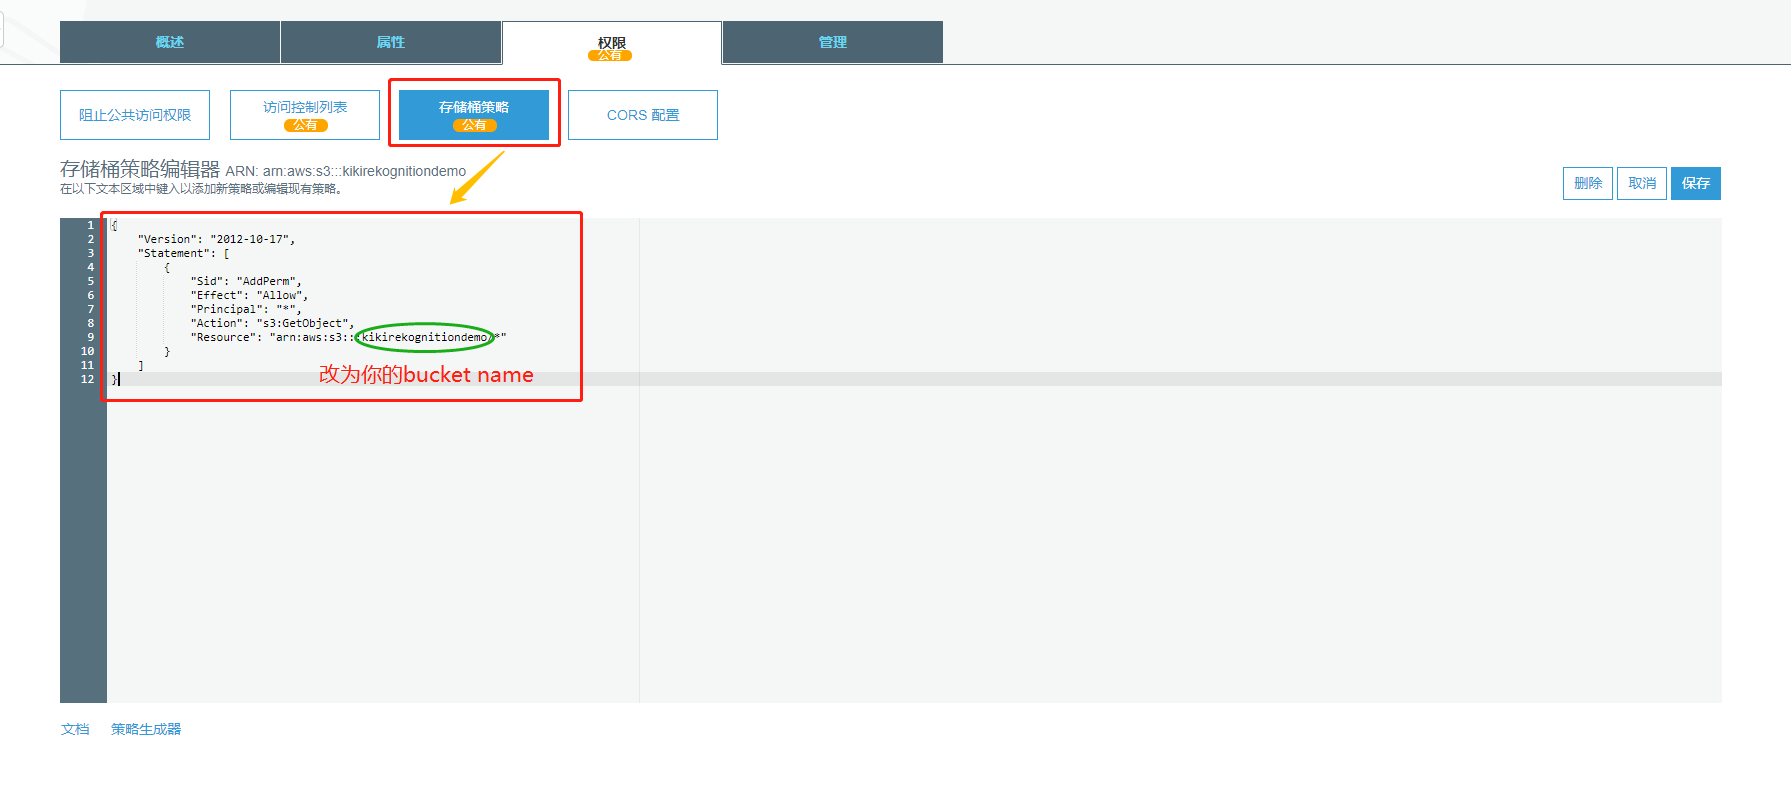 概述
属性
权限
公有
管理
阻止公共访问权限
访问控制列表
公有
存储桶策略
公有
CORS 配置
存储桶策略编辑器 ARN: arn:aws:s3:::kikirekognitiondemo
在以下文本区域中键入以添加新策略或编辑现有策略。
删除
取消
保存
1 {
2 "Version": "2012-10-17",
3 "Statement": [
4 {
5 "Sid": "AddPerm",
6 "Effect": "Allow",
7 "Principal": "*",
8 "Action": "s3:GetObject",
9 "Resource": "arn:aws:s3:::kikirekognitiondemo/*"
10 }
11 ]
12 }
改为你的bucket name
文档
策略生成器